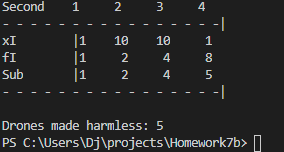 Second    1    2    3    4
- - - - - - - - - - - - - - - - - -|
xI        |1    10    10    1
fI        |1    2    4    8
Sub       |1    2    4    5
- - - - - - - - - - - - - - - - - -|
Drones made harmless: 5
PS C:\Users\Dj\projects\Homework7b>